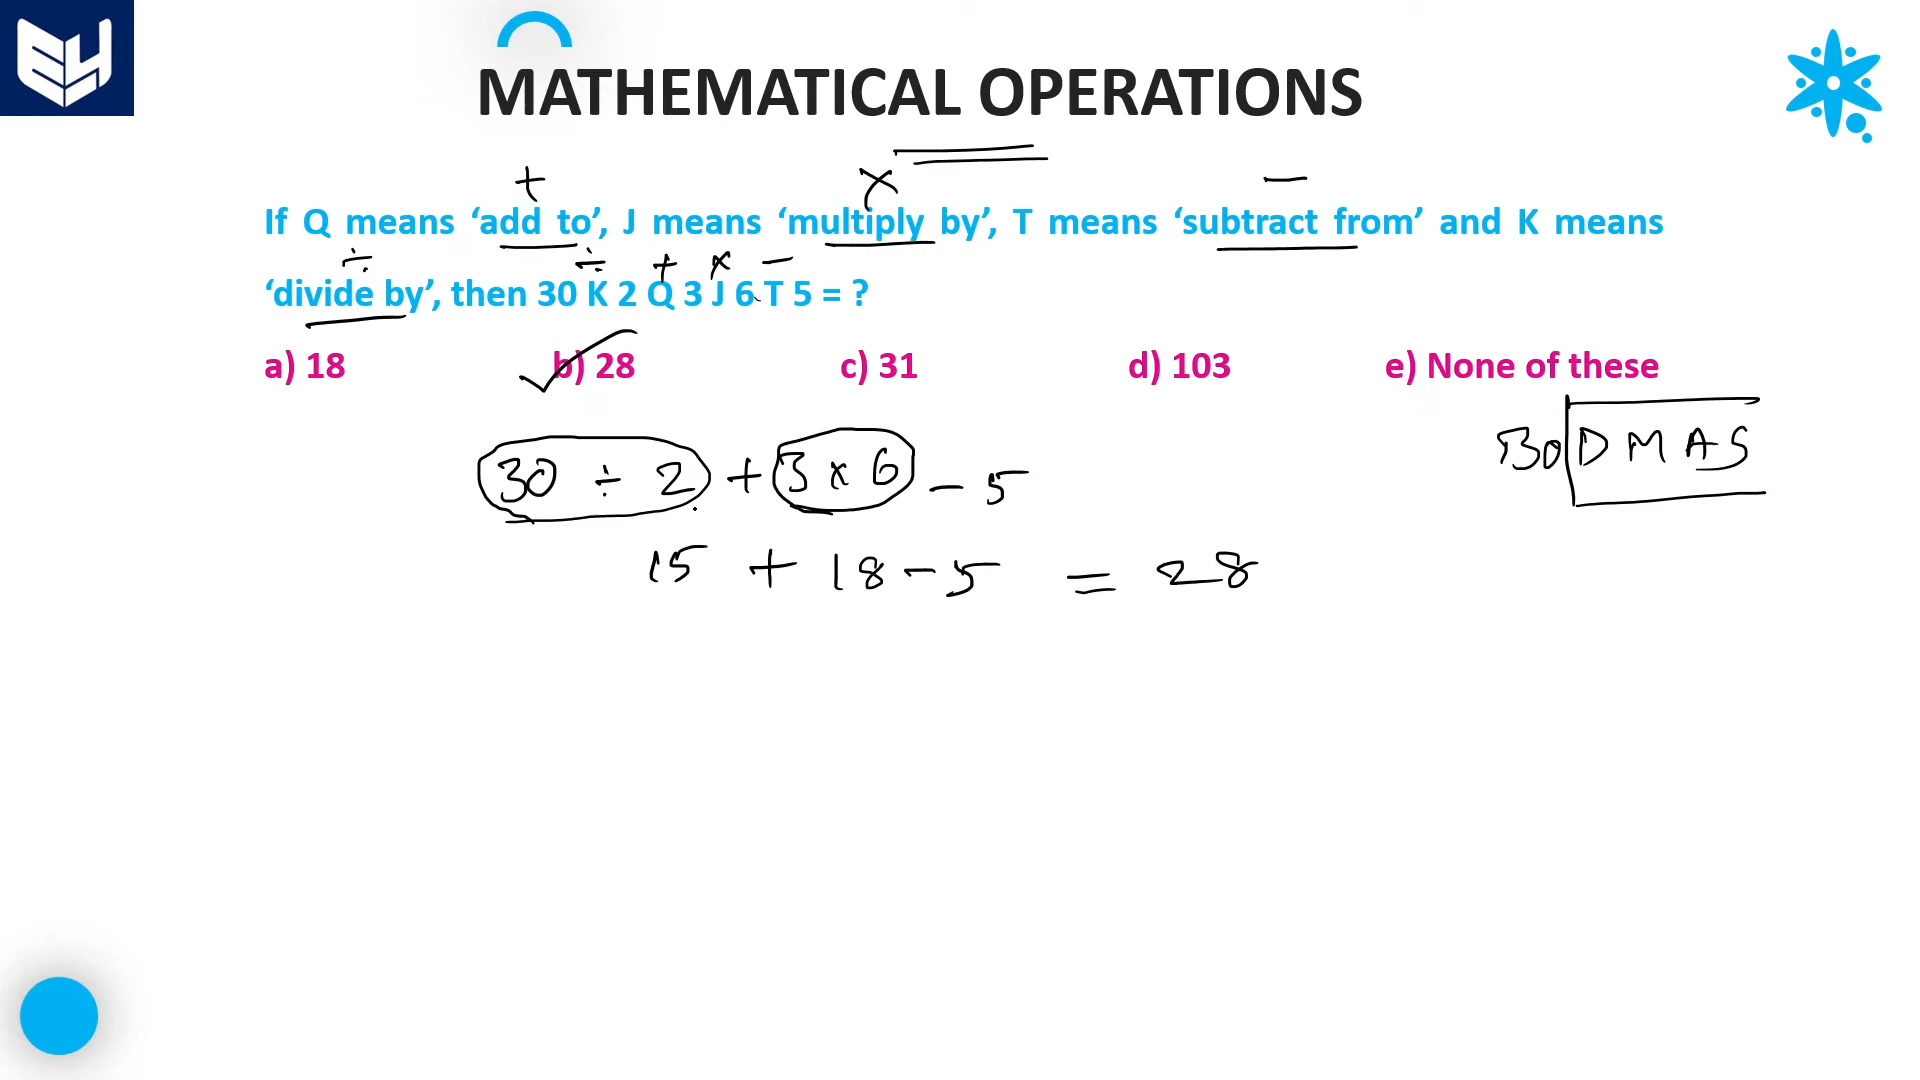 MATHEMATICAL OPERATIONS
+ × −
If Q means ‘add to’, J means ‘multiply by’, T means ‘subtract from’ and K means
÷ ÷ + × −
‘divide by’, then 30 K 2 Q 3 J 6 T 5 = ?
a) 18 b) 28 c) 31 d) 103 e) None of these
DMAS
30 ÷ 2 + 3 × 6 − 5
15 + 18 − 5 = 28